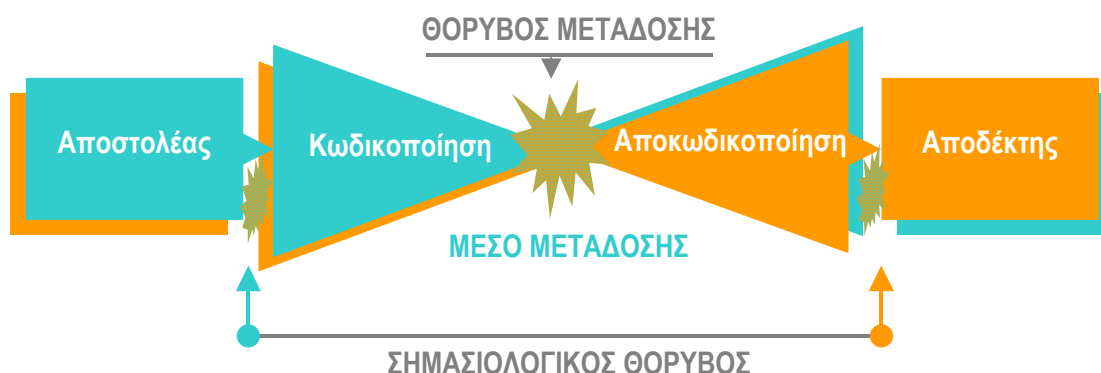 ΘΟΡΥΒΟΣ ΜΕΤΑΔΟΣΗΣ
Αποστολέας
Κωδικοποίηση
Αποκωδικοποίηση
Αποδέκτης
ΜΕΣΟ ΜΕΤΑΔΟΣΗΣ
ΣΗΜΑΣΙΟΛΟΓΙΚΟΣ ΘΟΡΥΒΟΣ